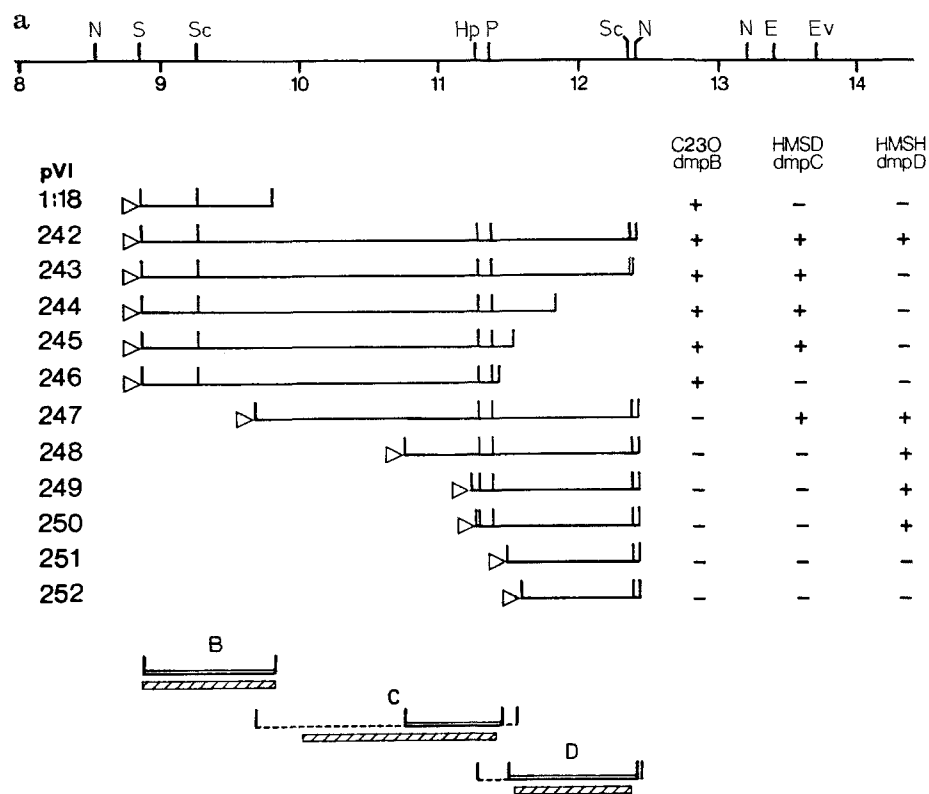 a
N S Sc Hp P Sc N N E Ev
8 9 10 11 12 13 14
C23O HMSD HMSH
pVI dmpB dmpC dmpD
1:18 + − −
242 + + +
243 + + −
244 + + −
245 + + −
246 + − −
247 − + +
248 − − +
249 − − +
250 − − +
251 − − −
252 − − −
B
C
D